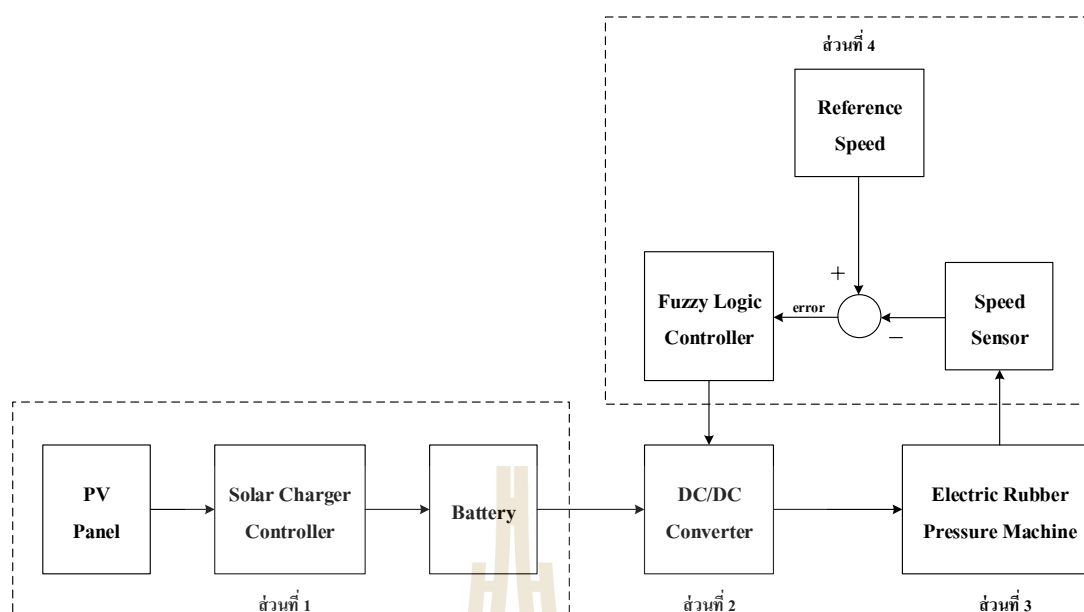 ส่วนที่ 4
Reference
Speed
+
Fuzzy Logic
Controller
error
−
Speed
Sensor
PV
Panel
Solar Charger
Controller
Battery
DC/DC
Converter
Electric Rubber
Pressure Machine
ส่วนที่ 1
ส่วนที่ 2
ส่วนที่ 3